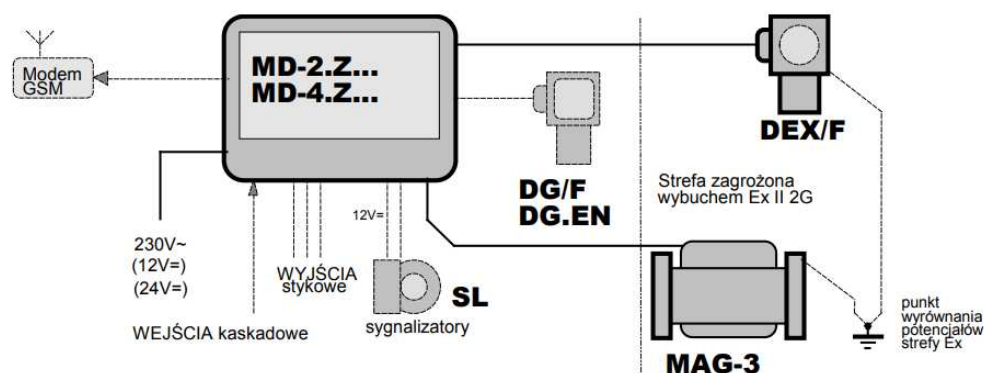 Modem
GSM
MD-2.Z...
MD-4.Z...
DEX/F
DG/F
DG.EN
Strefa zagrożona
wybuchem Ex II 2G
12V=
230V~
(12V=)
(24V=)
WYJŚCIA
stykowe
SL
sygnalizatory
WEJŚCIA kaskadowe
MAG-3
punkt
wyrównania
potencjałów
strefy Ex